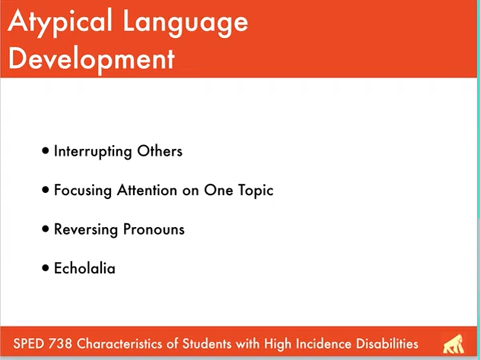 Atypical Language
Development
• Interrupting Others
• Focusing Attention on One Topic
• Reversing Pronouns
• Echolalia
SPED 738 Characteristics of Students with High Incidence Disabilities